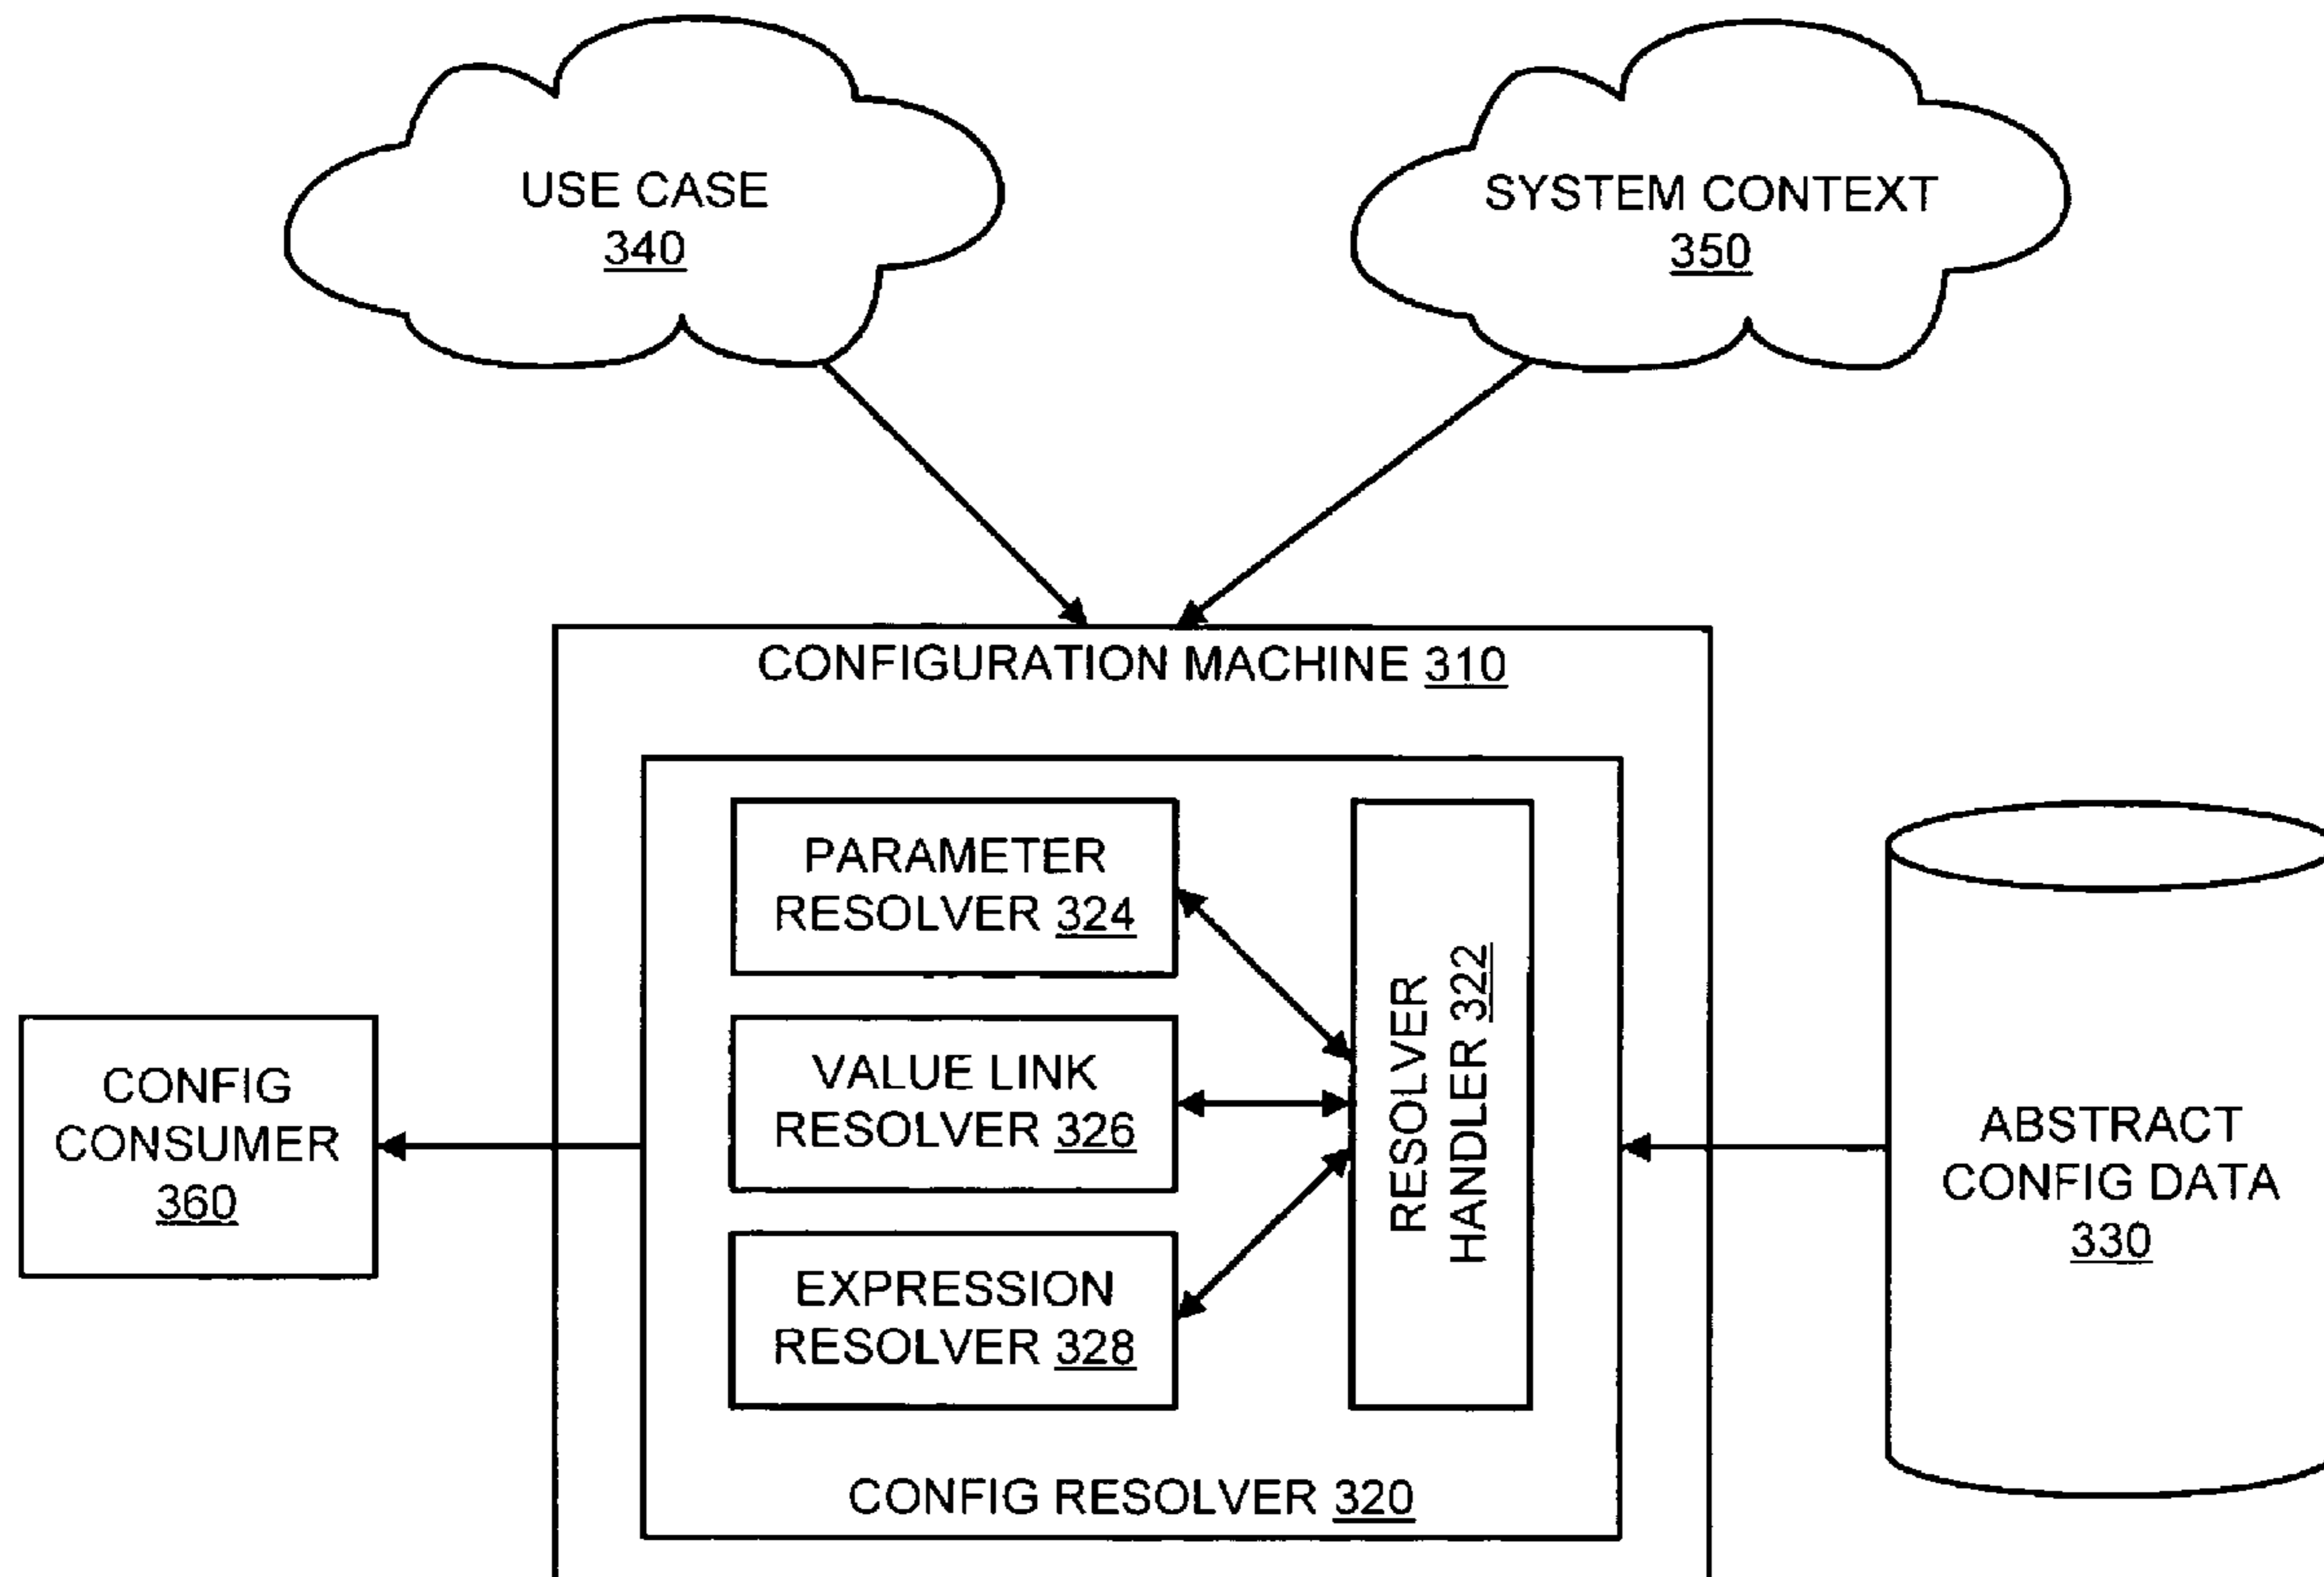 USE CASE
340
SYSTEM CONTEXT
350
CONFIGURATION MACHINE 310
PARAMETER
RESOLVER 324
VALUE LINK
RESOLVER 326
EXPRESSION
RESOLVER 328
RESOLVER
HANDLER 322
CONFIG RESOLVER 320
CONFIG
CONSUMER
360
ABSTRACT
CONFIG DATA
330